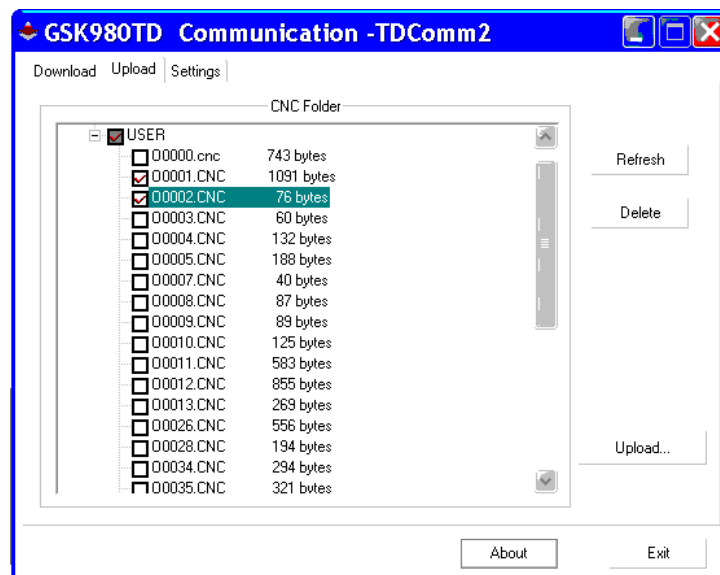 GSK980TD Communication -TDComm2
Download Upload Settings
CNC Folder
USER
O0000.cnc 743 bytes
O0001.CNC 1091 bytes
O0002.CNC 76 bytes
O0003.CNC 60 bytes
O0004.CNC 132 bytes
O0005.CNC 188 bytes
O0007.CNC 40 bytes
O0008.CNC 87 bytes
O0009.CNC 89 bytes
O0010.CNC 125 bytes
O0011.CNC 583 bytes
O0012.CNC 855 bytes
O0013.CNC 269 bytes
O0026.CNC 556 bytes
O0028.CNC 194 bytes
O0034.CNC 294 bytes
O0035.CNC 321 bytes
Refresh
Delete
Upload...
About Exit